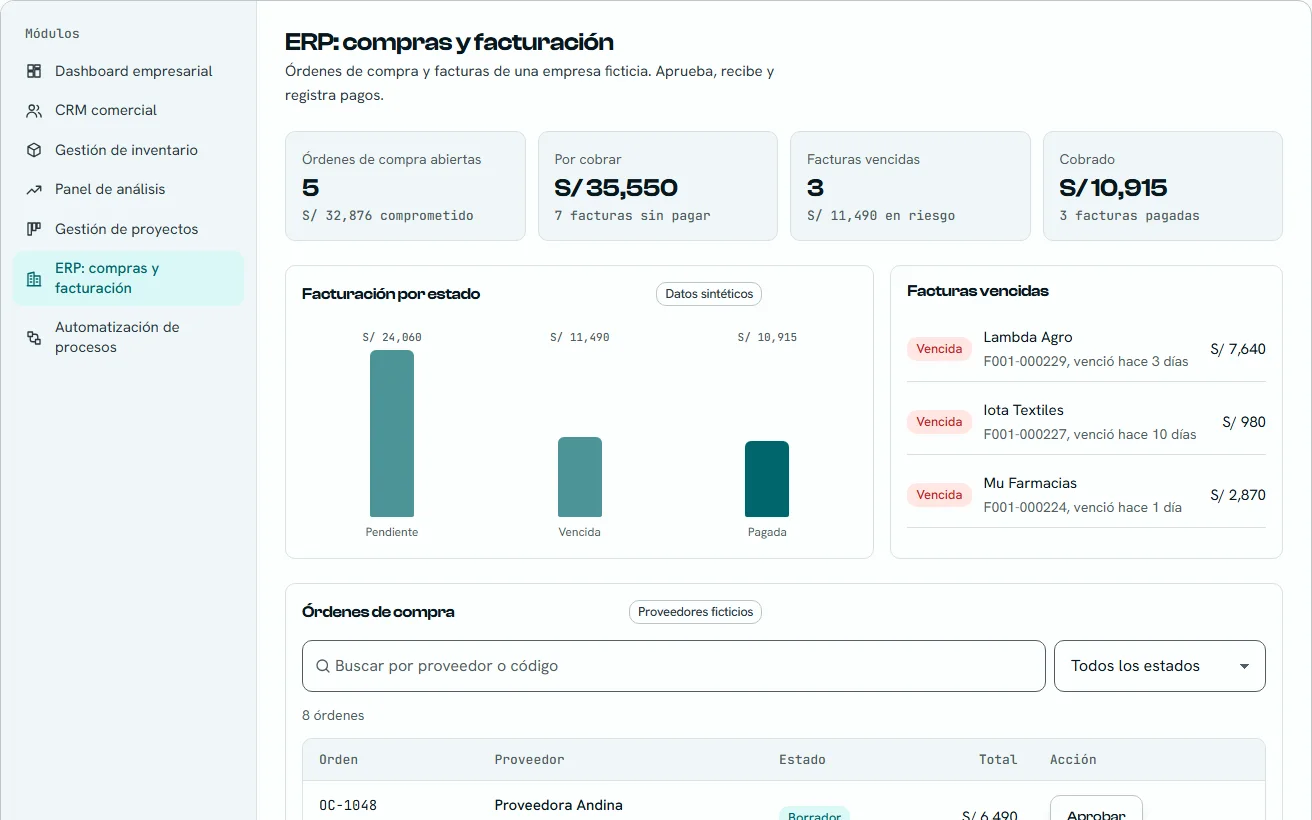 Módulos
Dashboard empresarial
CRM comercial
Gestión de inventario
Panel de análisis
Gestión de proyectos
ERP: compras y
facturación
Automatización de
procesos
ERP: compras y facturación
Órdenes de compra y facturas de una empresa ficticia. Aprueba, recibe y
registra pagos.
Órdenes de compra abiertas
5
S/ 32,876 comprometido
Por cobrar
S/ 35,550
7 facturas sin pagar
Facturas vencidas
3
S/ 11,490 en riesgo
Cobrado
S/ 10,915
3 facturas pagadas
Facturación por estado
Datos sintéticos
S/ 24,060
S/ 11,490
S/ 10,915
Pendiente
Vencida
Pagada
Facturas vencidas
Vencida
Lambda Agro
F001-000229, venció hace 3 días
S/ 7,640
Vencida
Iota Textiles
F001-000227, venció hace 10 días
S/ 980
Vencida
Mu Farmacias
F001-000224, venció hace 1 día
S/ 2,870
Órdenes de compra
Proveedores ficticios
Buscar por proveedor o código
Todos los estados
8 órdenes
Orden Proveedor Estado Total Acción
OC-1048 Proveedora Andina
Borrador S/ 6,490 Aprobar